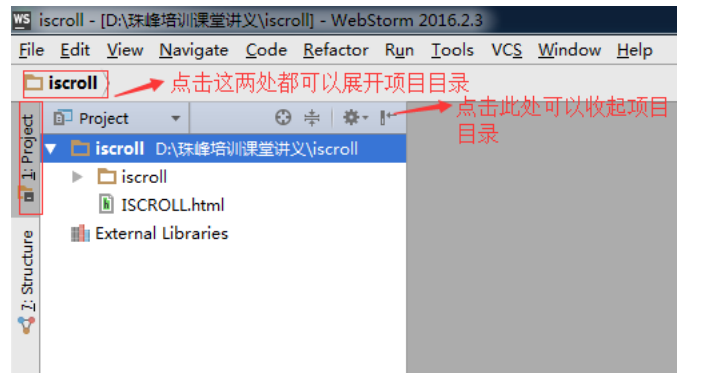 WS iscroll - [D:\珠峰培训课堂讲义\iscroll] - WebStorm 2016.2.3
File Edit View Navigate Code Refactor Run Tools VCS Window Help
iscroll 点击这两处都可以展开项目目录
点击此处可以收起项目
目录
1: Project
Project
iscroll D:\珠峰培训课堂讲义\iscroll
iscroll
ISCROLL.html
External Libraries
7: Structure